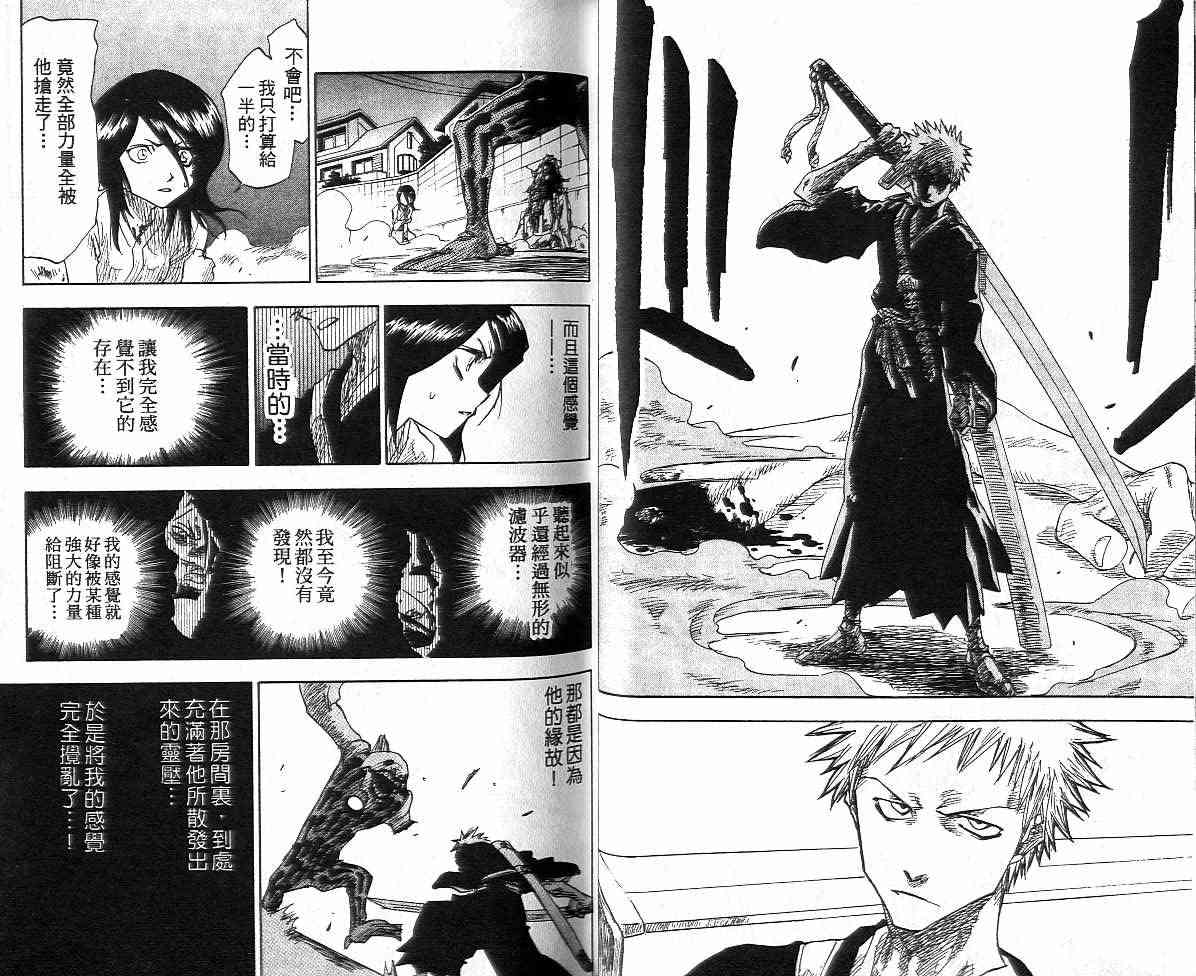 不會吧…
我只打算給
一半的…
竟然全部力量全被
他搶走了…
而且這個感覺
——…
…當時的…
讓我完全感
覺不到它的
存在…
聽起來似
乎還經過無形的
濾波器…
我至今竟
然都沒有
發現！
我的感覺就
好像被某種
強大的力量
給阻斷了…
那都是因為
他的緣故！
在那房間裏，到處
充滿著他所散發出
來的靈壓…
於是將我的感覺
完全攪亂了…！